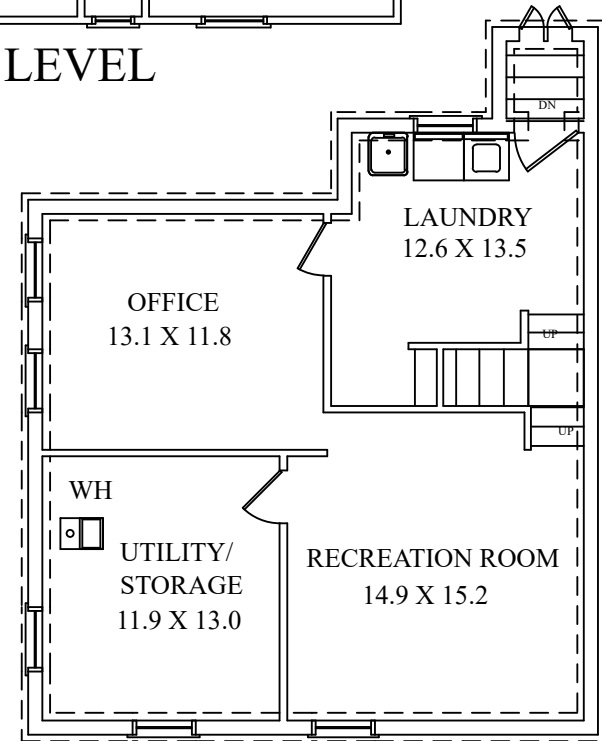 LEVEL
DN
LAUNDRY
12.6 X 13.5
OFFICE
13.1 X 11.8
UP
UP
WH
UTILITY/
STORAGE
11.9 X 13.0
RECREATION ROOM
14.9 X 15.2